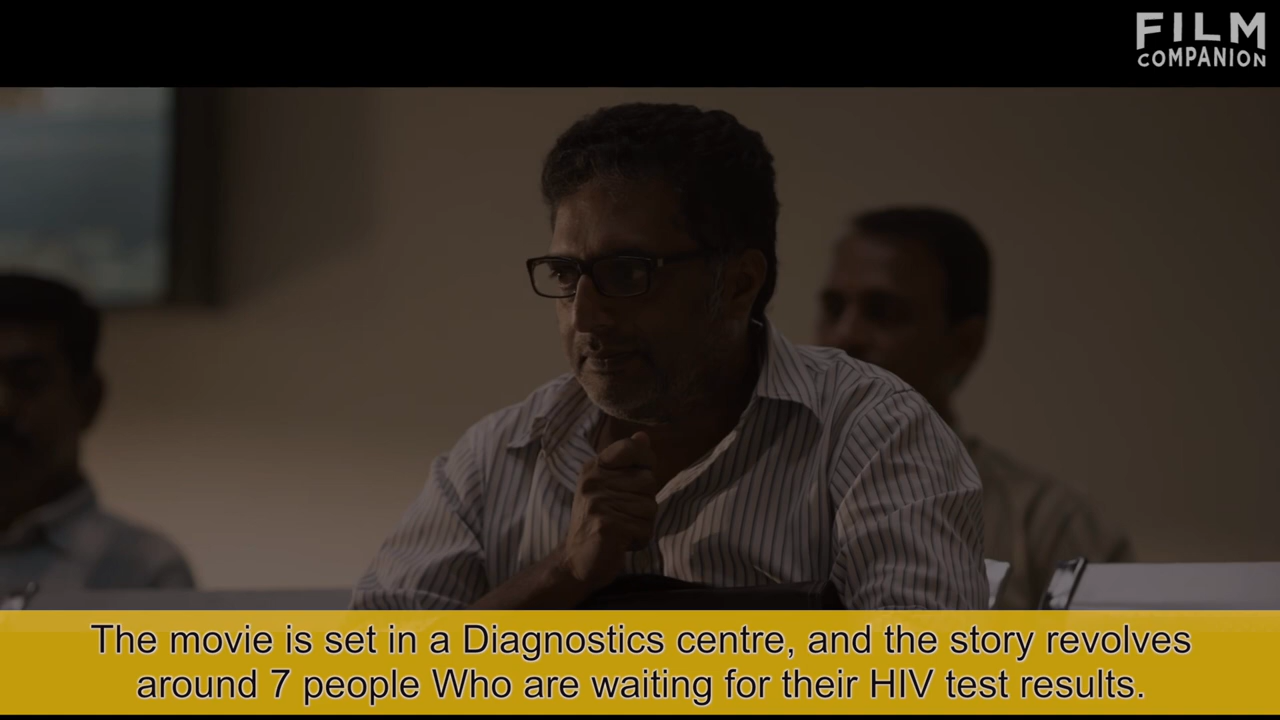 FILM
COMPANION
The movie is set in a Diagnostics centre, and the story revolves
around 7 people Who are waiting for their HIV test results.